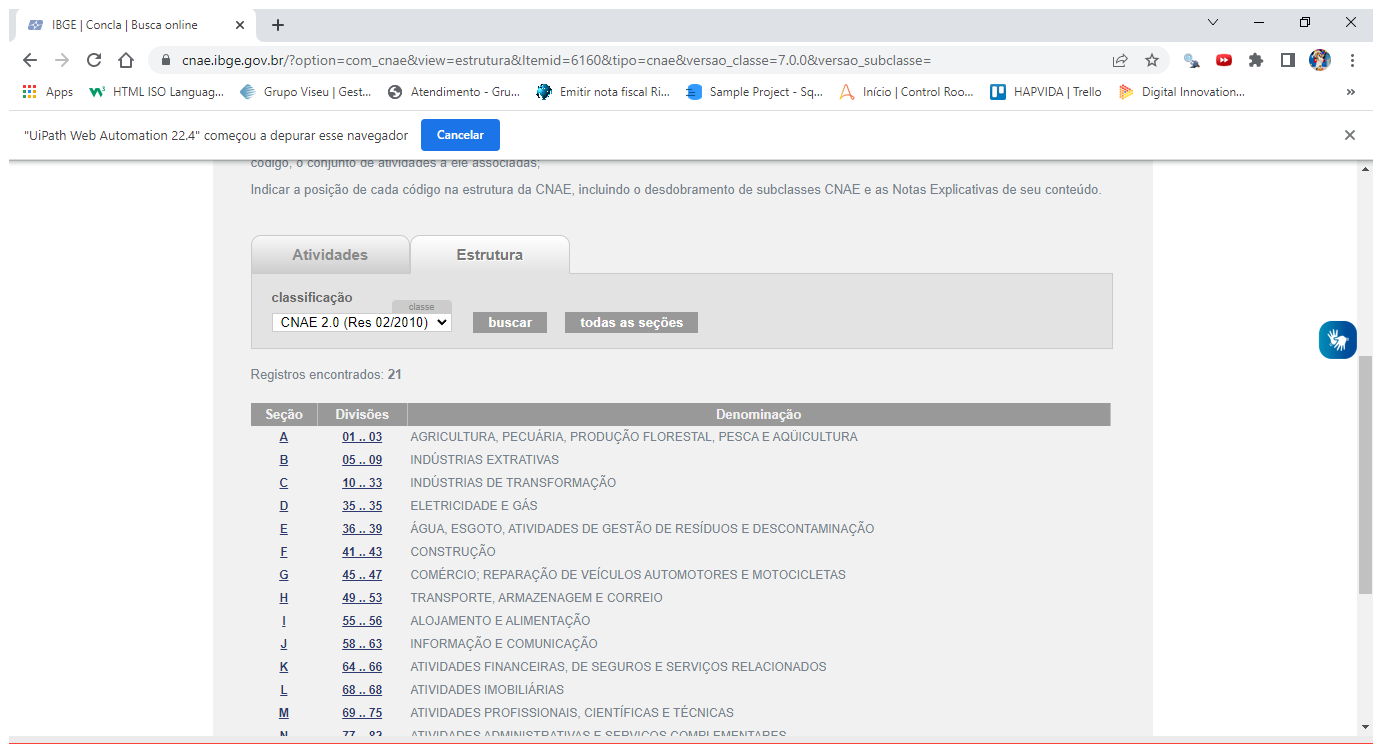 IBGE | Concla | Busca online
cnae.ibge.gov.br/?option=com_cnae&view=estrutura&Itemid=6160&tipo=cnae&versao_classe=7.0.0&versao_subclasse=
Apps HTML ISO Languag... Grupo Viseu | Gest... Atendimento - Gru... Emitir nota fiscal Ri... Sample Project - Sq... Início | Control Roo... HAPVIDA | Trello Digital Innovation... »
"UiPath Web Automation 22.4" começou a depurar esse navegador Cancelar
código, o conjunto de atividades a ele associadas;
Indicar a posição de cada código na estrutura da CNAE, incluindo o desdobramento de subclasses CNAE e as Notas Explicativas de seu conteúdo.
Atividades Estrutura
classificação
classe
CNAE 2.0 (Res 02/2010) buscar todas as seções
Registros encontrados: 21
Seção Divisões Denominação
A 01 .. 03 AGRICULTURA, PECUÁRIA, PRODUÇÃO FLORESTAL, PESCA E AQÜICULTURA
B 05 .. 09 INDÚSTRIAS EXTRATIVAS
C 10 .. 33 INDÚSTRIAS DE TRANSFORMAÇÃO
D 35 .. 35 ELETRICIDADE E GÁS
E 36 .. 39 ÁGUA, ESGOTO, ATIVIDADES DE GESTÃO DE RESÍDUOS E DESCONTAMINAÇÃO
F 41 .. 43 CONSTRUÇÃO
G 45 .. 47 COMÉRCIO; REPARAÇÃO DE VEÍCULOS AUTOMOTORES E MOTOCICLETAS
H 49 .. 53 TRANSPORTE, ARMAZENAGEM E CORREIO
I 55 .. 56 ALOJAMENTO E ALIMENTAÇÃO
J 58 .. 63 INFORMAÇÃO E COMUNICAÇÃO
K 64 .. 66 ATIVIDADES FINANCEIRAS, DE SEGUROS E SERVIÇOS RELACIONADOS
L 68 .. 68 ATIVIDADES IMOBILIÁRIAS
M 69 .. 75 ATIVIDADES PROFISSIONAIS, CIENTÍFICAS E TÉCNICAS
N 77 .. 82 ATIVIDADES ADMINISTRATIVAS E SERVIÇOS COMPLEMENTARES